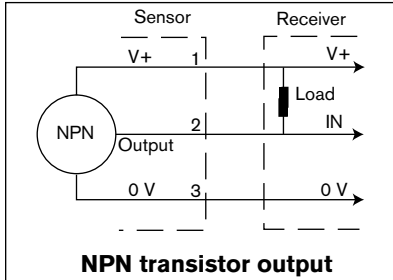 Sensor Receiver
V+ 1 V+
Load
NPN Output 2 IN
0 V 3 0 V
NPN transistor output